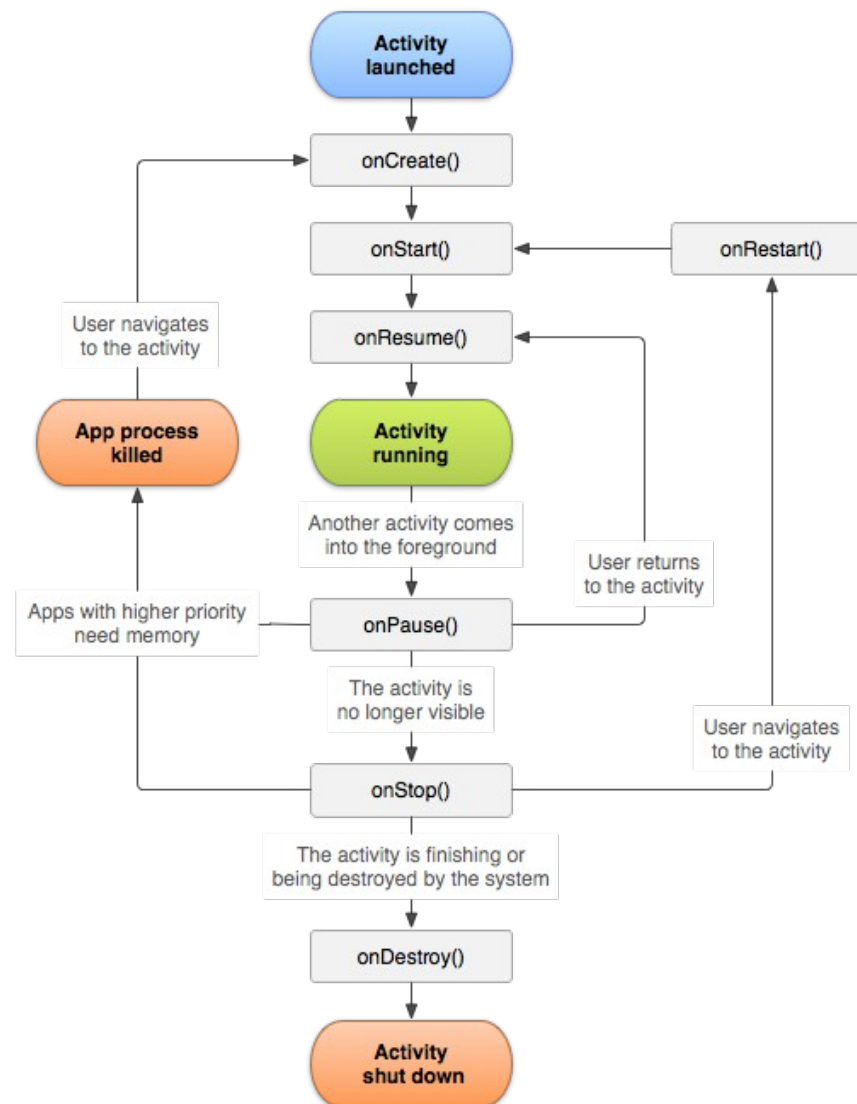 Activity
launched
onCreate()
onStart()
onRestart()
User navigates
to the activity
onResume()
App process
killed
Activity
running
Another activity comes
into the foreground
User returns
to the activity
Apps with higher priority
need memory
onPause()
The activity is
no longer visible
User navigates
to the activity
onStop()
The activity is finishing or
being destroyed by the system
onDestroy()
Activity
shut down